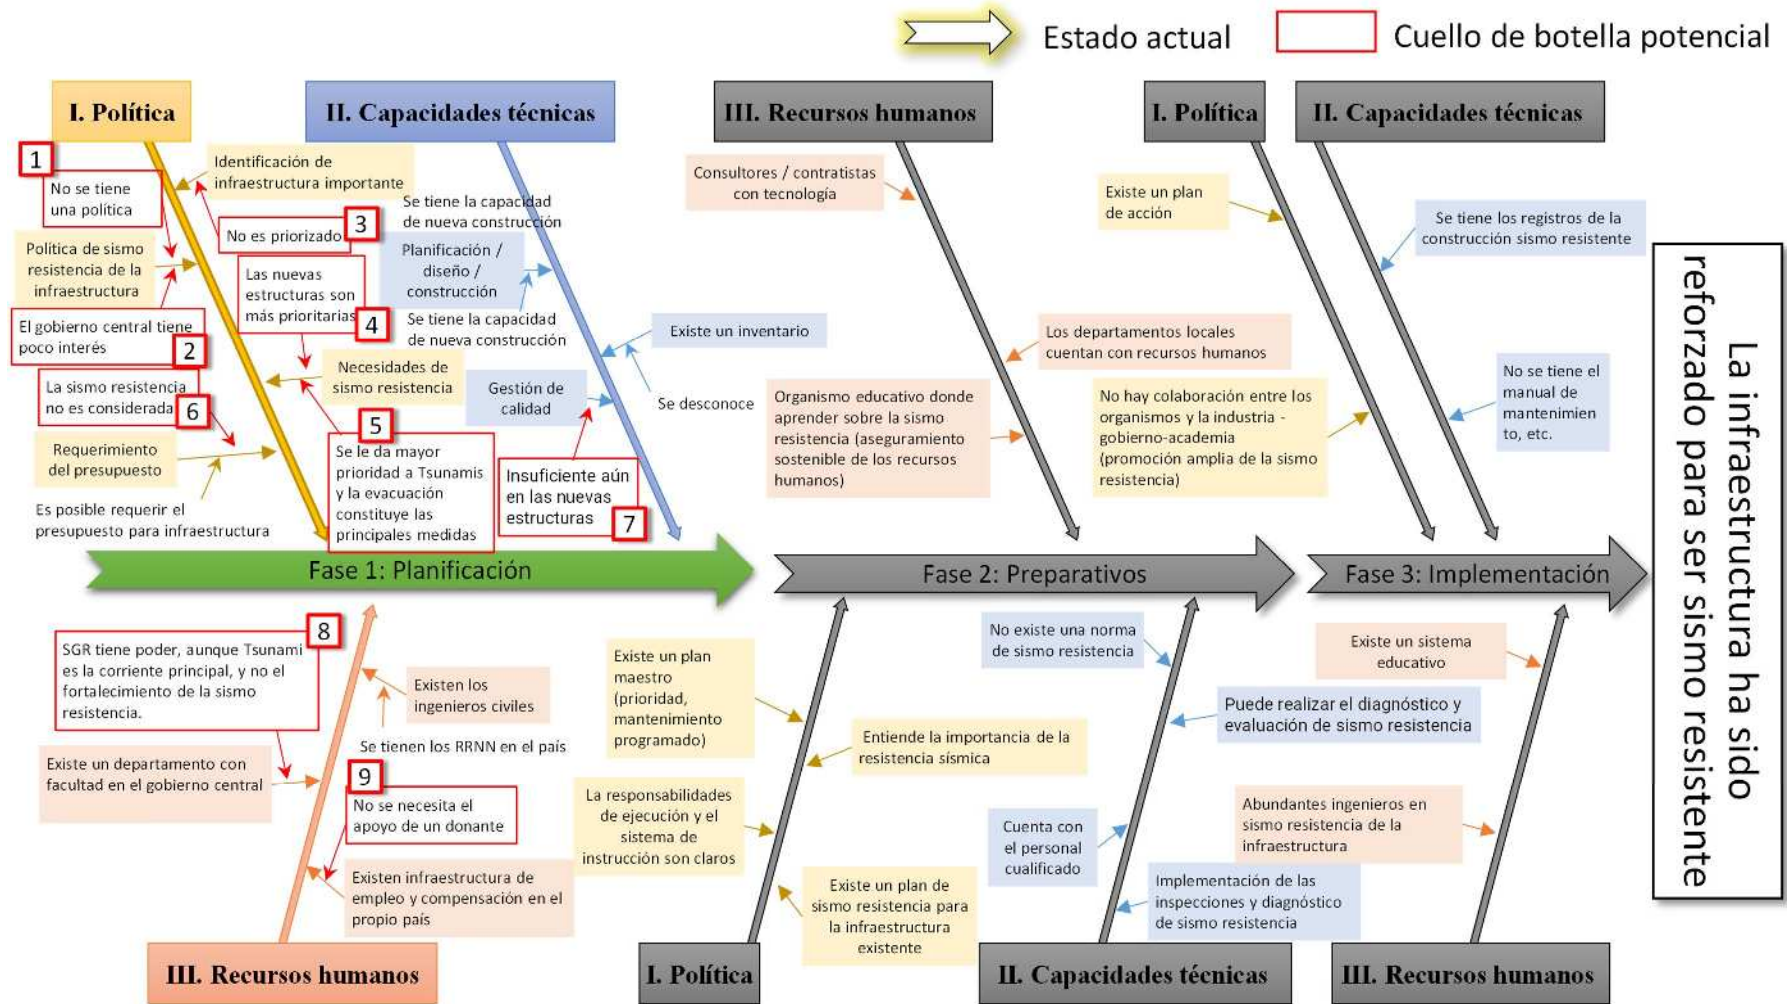 Estado actual
Cuello de botella potencial
I. Política
II. Capacidades técnicas
III. Recursos humanos
I. Política
II. Capacidades técnicas
1
No se tiene
una política
Identificación de
infraestructura importante
3
No es priorizado
Política de sismo
resistencia de la
infraestructura
Las nuevas
estructuras son
más prioritarias
4
El gobierno central tiene
poco interés
2
La sismo resistencia
no es considerada
6
Necesidades de
sismo resistencia
Requerimiento
del presupuesto
5
Se le da mayor
prioridad a Tsunamis
y la evacuación
constituye las
principales medidas
Es posible requerir el
presupuesto para infraestructura
Se tiene la capacidad
de nueva construcción
Planificación /
diseño /
construcción
Se tiene la capacidad
de nueva construcción
Existe un inventario
Gestión de
calidad
Se desconoce
Insuficiente aún
en las nuevas
estructuras
7
Consultores / contratistas
con tecnología
Los departamentos locales
cuentan con recursos humanos
Organismo educativo donde
aprender sobre la sismo
resistencia (aseguramiento
sostenible de los recursos
humanos)
Existe un plan
de acción
No hay colaboración entre los
organismos y la industria -
gobierno-academia
(promoción amplia de la sismo
resistencia)
Se tiene los registros de la
construcción sismo resistente
No se tiene el
manual de
mantenimien
to, etc.
Fase 1: Planificación
Fase 2: Preparativos
Fase 3: Implementación
La infraestructura ha sido
reforzado para ser sismo resistente
8
SGR tiene poder, aunque Tsunami
es la corriente principal, y no el
fortalecimiento de la sismo
resistencia.
Existen los
ingenieros civiles
Se tienen los RRNN en el país
Existe un departamento con
facultad en el gobierno central
9
No se necesita el
apoyo de un donante
Existen infraestructura de
empleo y compensación en el
propio país
Existe un plan
maestro
(prioridad,
mantenimiento
programado)
Entiende la importancia de la
resistencia sísmica
La responsabilidades
de ejecución y el
sistema de
instrucción son claros
Existe un plan de
sismo resistencia para
la infraestructura
existente
No existe una norma
de sismo resistencia
Puede realizar el diagnóstico y
evaluación de sismo resistencia
Cuenta con
el personal
cualificado
Implementación de las
inspecciones y diagnóstico
de sismo resistencia
Existe un sistema
educativo
Abundantes ingenieros en
sismo resistencia de la
infraestructura
III. Recursos humanos
I. Política
II. Capacidades técnicas
III. Recursos humanos